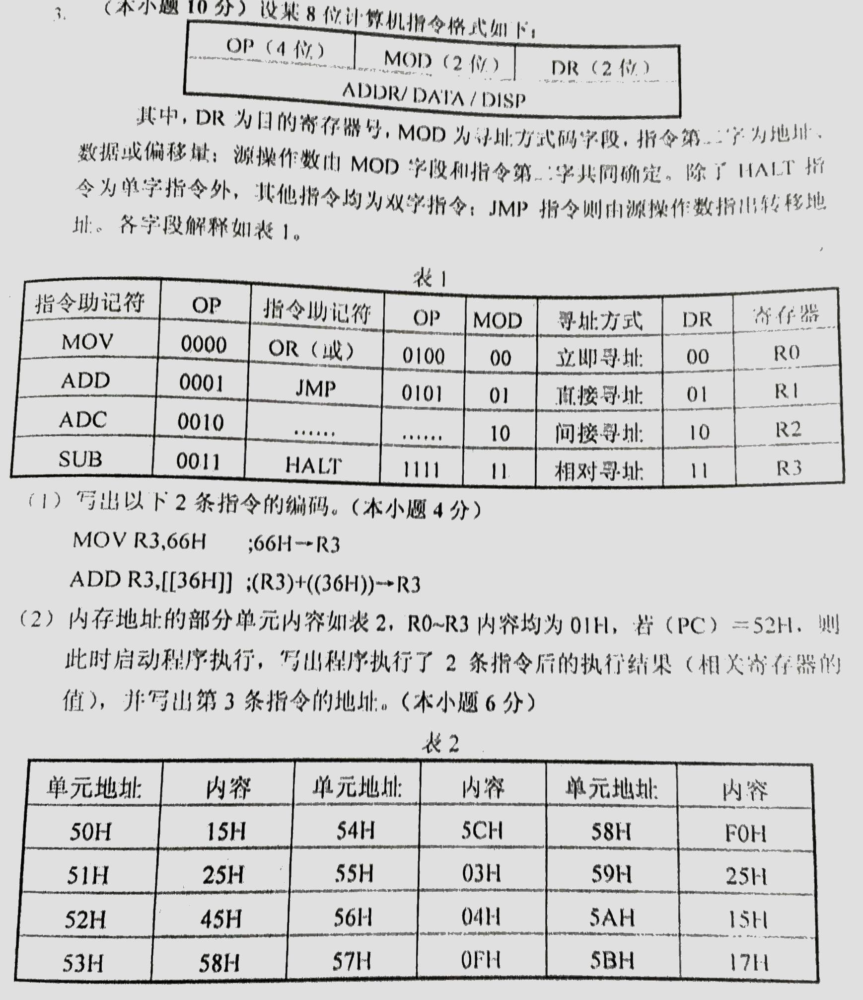 3. （本小题 10 分）设某 8 位计算机指令格式如下：
OP（4 位） MOD（2 位） DR（2 位）
ADDR/ DATA / DISP
其中，DR 为目的寄存器号，MOD 为寻址方式码字段，指令第二字为地址、
数据或偏移量；源操作数由 MOD 字段和指令第二字共同确定。除了 HALT 指
令为单字指令外，其他指令均为双字指令；JMP 指令则由源操作数指出转移地
址。各字段解释如表 1。
表 1
指令助记符 OP 指令助记符 OP MOD 寻址方式 DR 寄存器
MOV 0000 OR（或） 0100 00 立即寻址 00 R0
ADD 0001 JMP 0101 01 直接寻址 01 R1
ADC 0010 …… …… 10 间接寻址 10 R2
SUB 0011 HALT 1111 11 相对寻址 11 R3
（1）写出以下 2 条指令的编码。（本小题 4 分）
MOV R3,66H ;66H→R3
ADD R3,[[36H]] ;(R3)+((36H))→R3
（2）内存地址的部分单元内容如表 2，R0~R3 内容均为 01H，若（PC）＝52H，则
此时启动程序执行，写出程序执行了 2 条指令后的执行结果（相关寄存器的
值），并写出第 3 条指令的地址。（本小题 6 分）
表 2
单元地址 内容 单元地址 内容 单元地址 内容
50H 15H 54H 5CH 58H F0H
51H 25H 55H 03H 59H 25H
52H 45H 56H 04H 5AH 15H
53H 58H 57H 0FH 5BH 17H